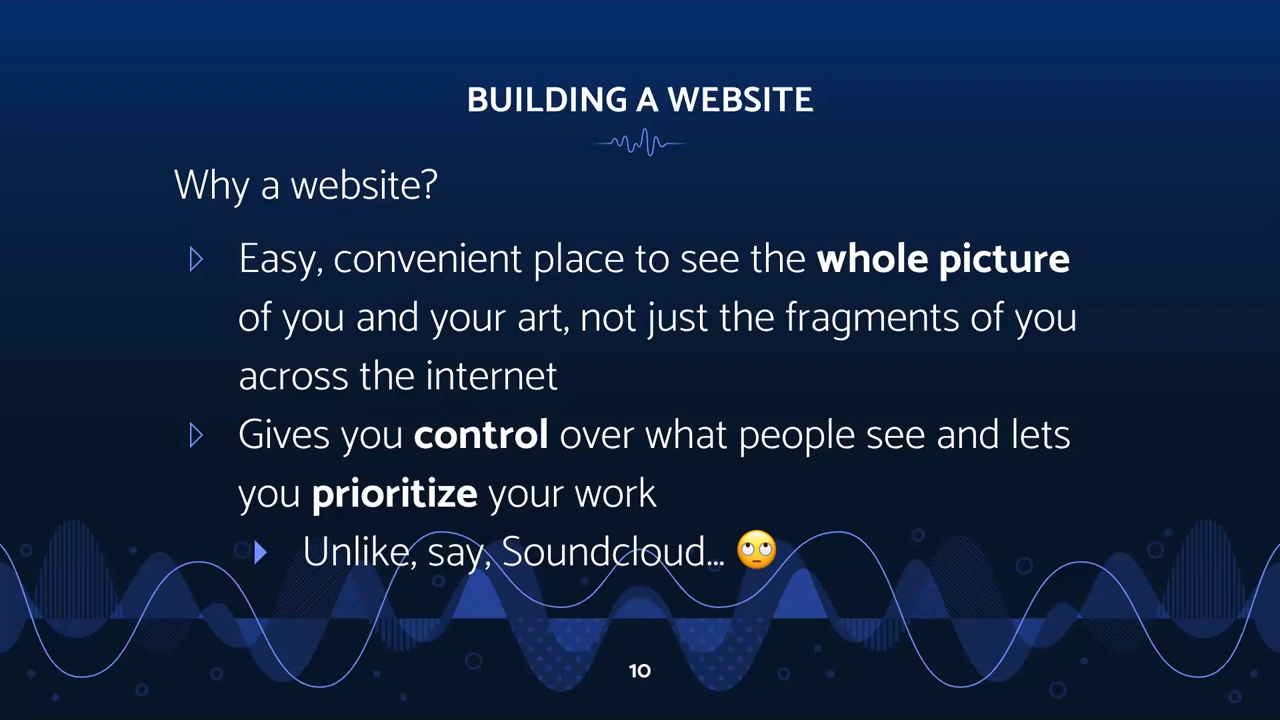 BUILDING A WEBSITE
Why a website?
Easy, convenient place to see the whole picture
of you and your art, not just the fragments of you
across the internet
Gives you control over what people see and lets
you prioritize your work
Unlike, say, Soundcloud... 🙄
10